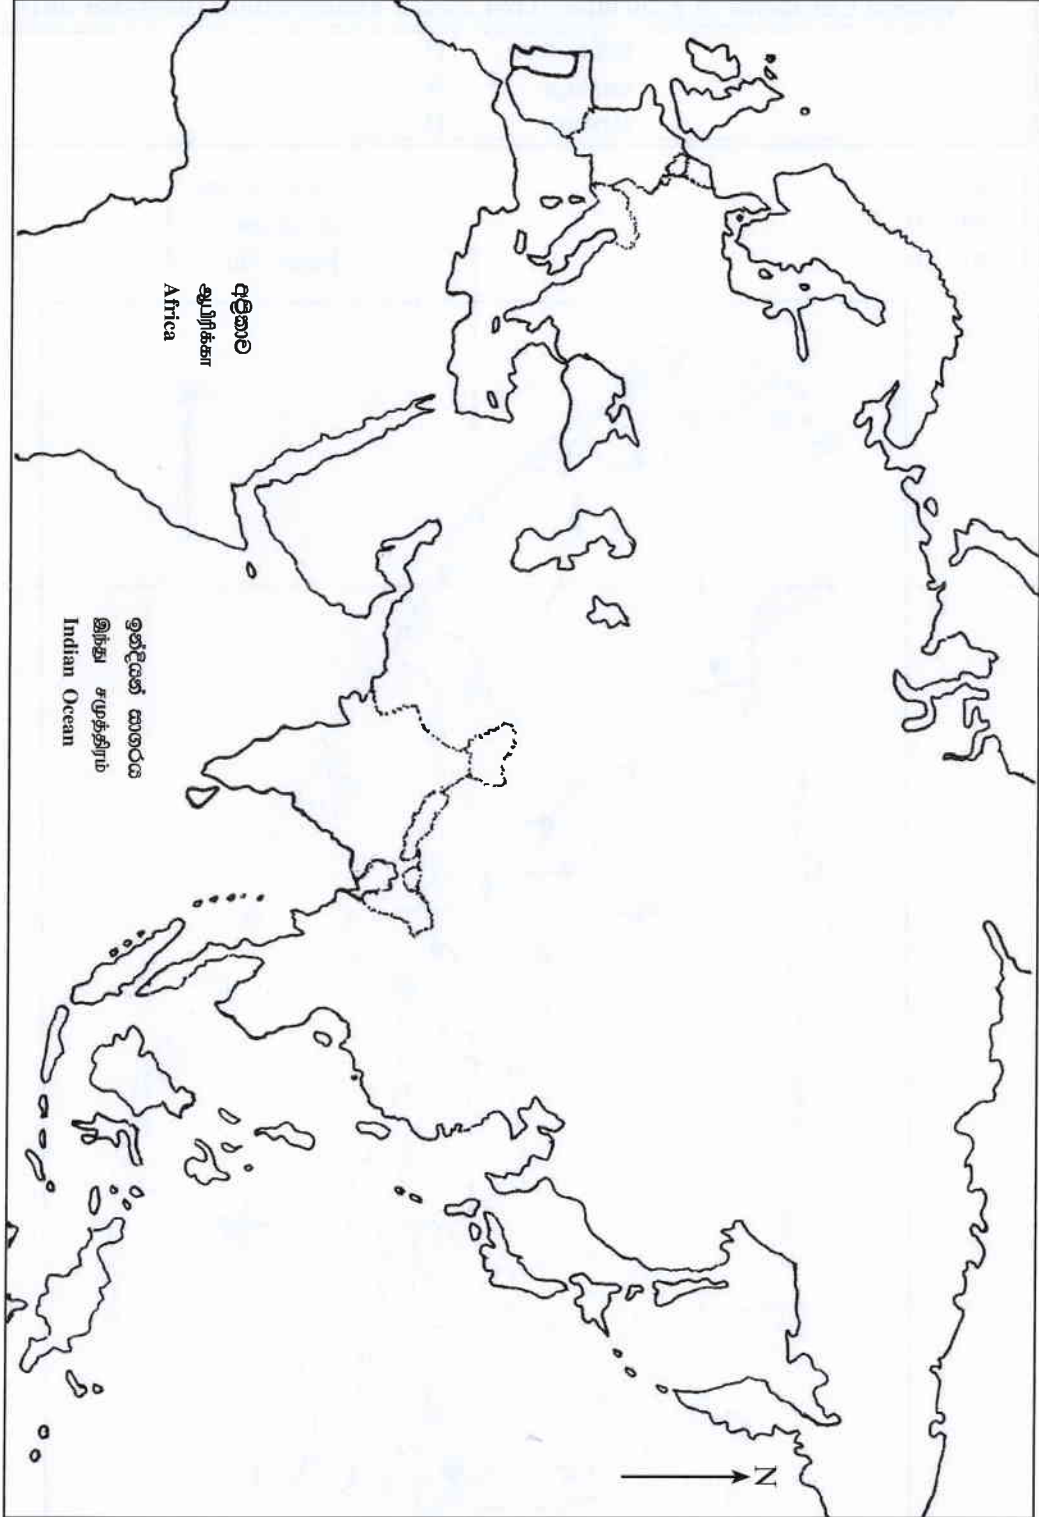 අප්‍රිකාව
ஆபிரிக்கா
Africa
ඉන්දියන් සාගරය
இந்து சமுத்திரம்
Indian Ocean
N